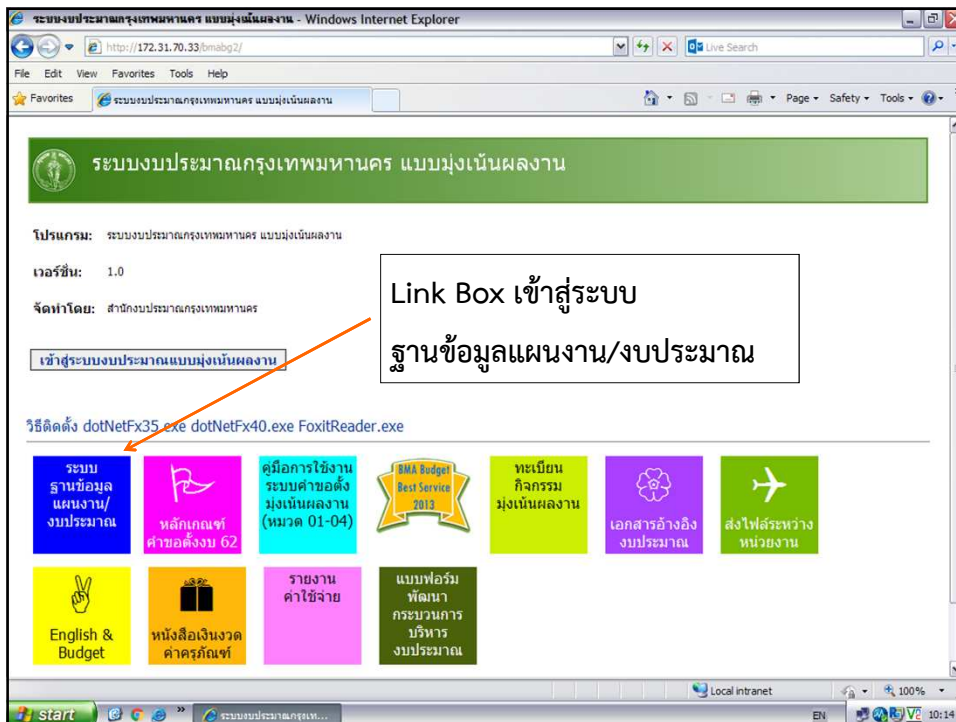 ระบบงบประมาณกรุงเทพมหานคร แบบมุ่งเน้นผลงาน - Windows Internet Explorer
http://172.31.70.33/bmabg2/
Live Search
File Edit View Favorites Tools Help
Favorites
ระบบงบประมาณกรุงเทพมหานคร แบบมุ่งเน้นผลงาน
Page Safety Tools
ระบบงบประมาณกรุงเทพมหานคร แบบมุ่งเน้นผลงาน
โปรแกรม: ระบบงบประมาณกรุงเทพมหานคร แบบมุ่งเน้นผลงาน
เวอร์ชั่น: 1.0
จัดทำโดย: สำนักงบประมาณกรุงเทพมหานคร
Link Box เข้าสู่ระบบ
ฐานข้อมูลแผนงาน/งบประมาณ
เข้าสู่ระบบงบประมาณแบบมุ่งเน้นผลงาน
วิธีติดตั้ง dotNetFx35.exe dotNetFx40.exe FoxitReader.exe
ระบบ
ฐานข้อมูล
แผนงาน/
งบประมาณ
หลักเกณฑ์
คำขอตั้งงบ 62
คู่มือการใช้งาน
ระบบคำขอตั้ง
มุ่งเน้นผลงาน
(หมวด 01-04)
BMA Budget
Best Service
2013
ทะเบียน
กิจกรรม
มุ่งเน้นผลงาน
เอกสารอ้างอิง
งบประมาณ
ส่งไฟล์ระหว่าง
หน่วยงาน
English &
Budget
หนังสือเงินงวด
ค่าครุภัณฑ์
รายงาน
ค่าใช้จ่าย
แบบฟอร์ม
พัฒนา
กระบวนการ
บริหาร
งบประมาณ
Local intranet
100%
start
ระบบงบประมาณกรุงเท...
EN
10:14